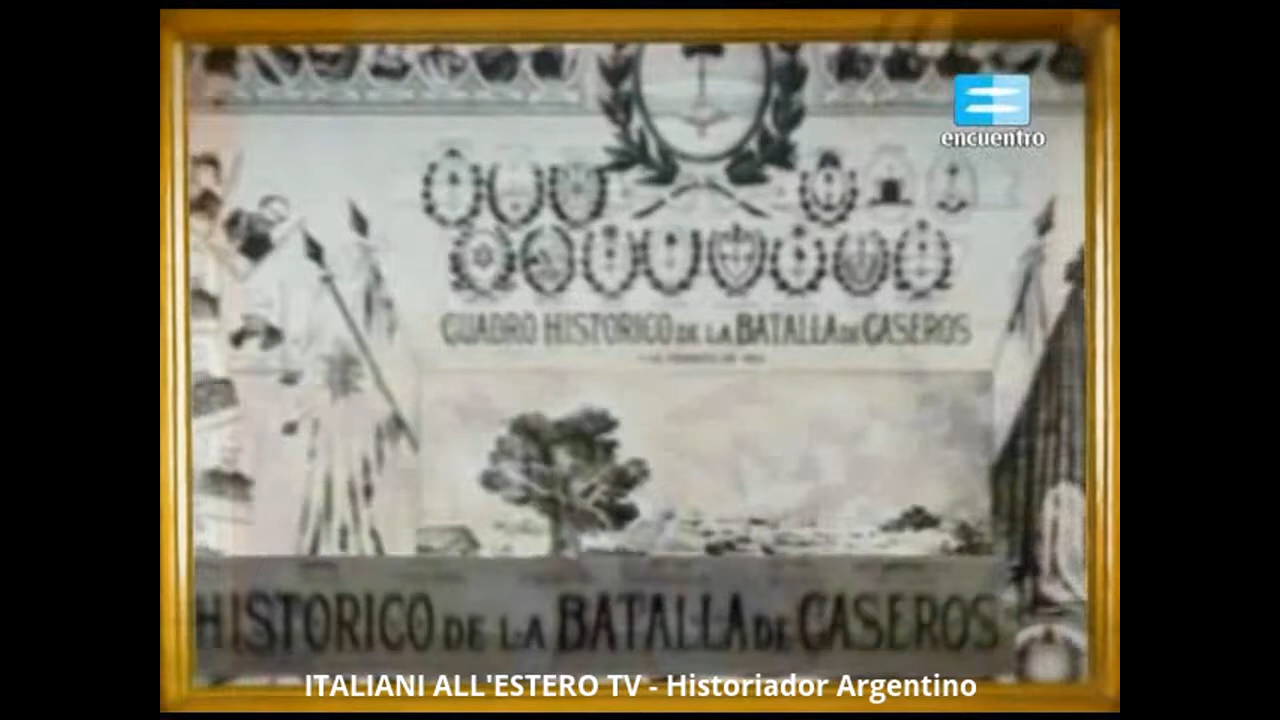 encuentro
CUADRO HISTORICO DE LA BATALLA DE CASEROS
HISTORICO DE LA BATALLA DE CASEROS
ITALIANI ALL'ESTERO TV - Historiador Argentino